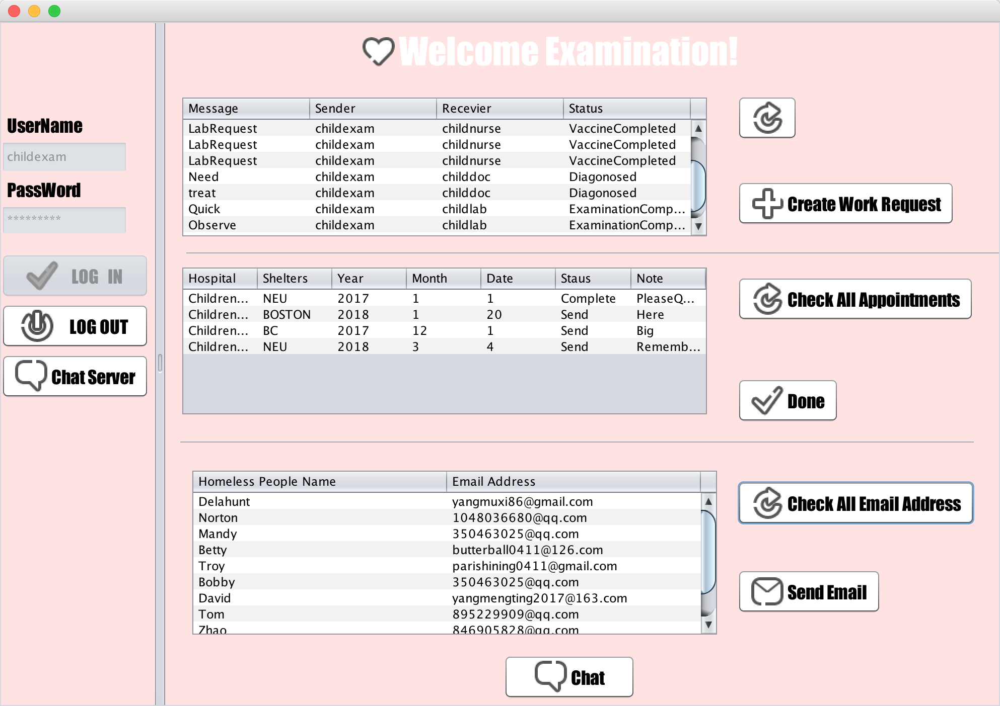 Welcome Examination!
UserName
childexam
PassWord
*********
LOG IN
LOG OUT
Chat Server
Message Sender Recevier Status
LabRequest childexam childnurse VaccineCompleted
LabRequest childexam childnurse VaccineCompleted
LabRequest childexam childnurse VaccineCompleted
Need childexam childdoc Diagonosed
treat childexam childdoc Diagonosed
Quick childexam childlab ExaminationComp...
Observe childexam childlab ExaminationComp...
Create Work Request
Hospital Shelters Year Month Date Staus Note
Children... NEU 2017 1 1 Complete PleaseQ...
Children... BOSTON 2018 1 20 Send Here
Children... BC 2017 12 1 Send Big
Children... NEU 2018 3 4 Send Rememb...
Check All Appointments
Done
Homeless People Name Email Address
Delahunt yangmuxi86@gmail.com
Norton 1048036680@qq.com
Mandy 350463025@qq.com
Betty butterball0411@126.com
Troy parishining0411@gmail.com
Bobby 350463025@qq.com
David yangmengting2017@163.com
Tom 895229909@qq.com
Zhao 846905828@qq.com
Check All Email Address
Send Email
Chat